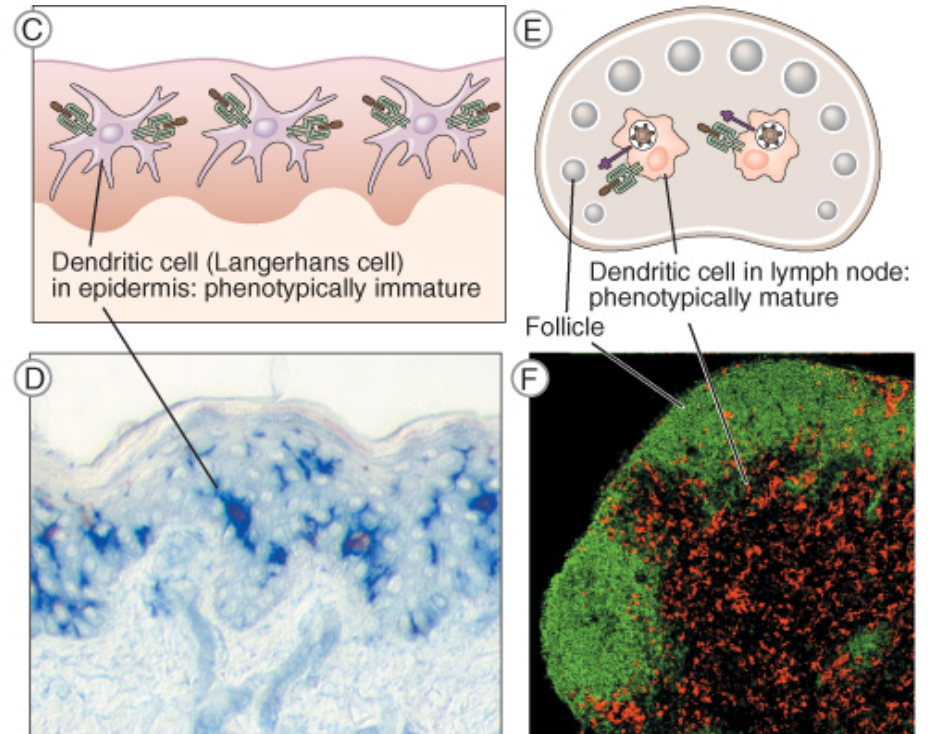 C
E
Dendritic cell (Langerhans cell)
in epidermis: phenotypically immature
Dendritic cell in lymph node:
phenotypically mature
Follicle
D
F